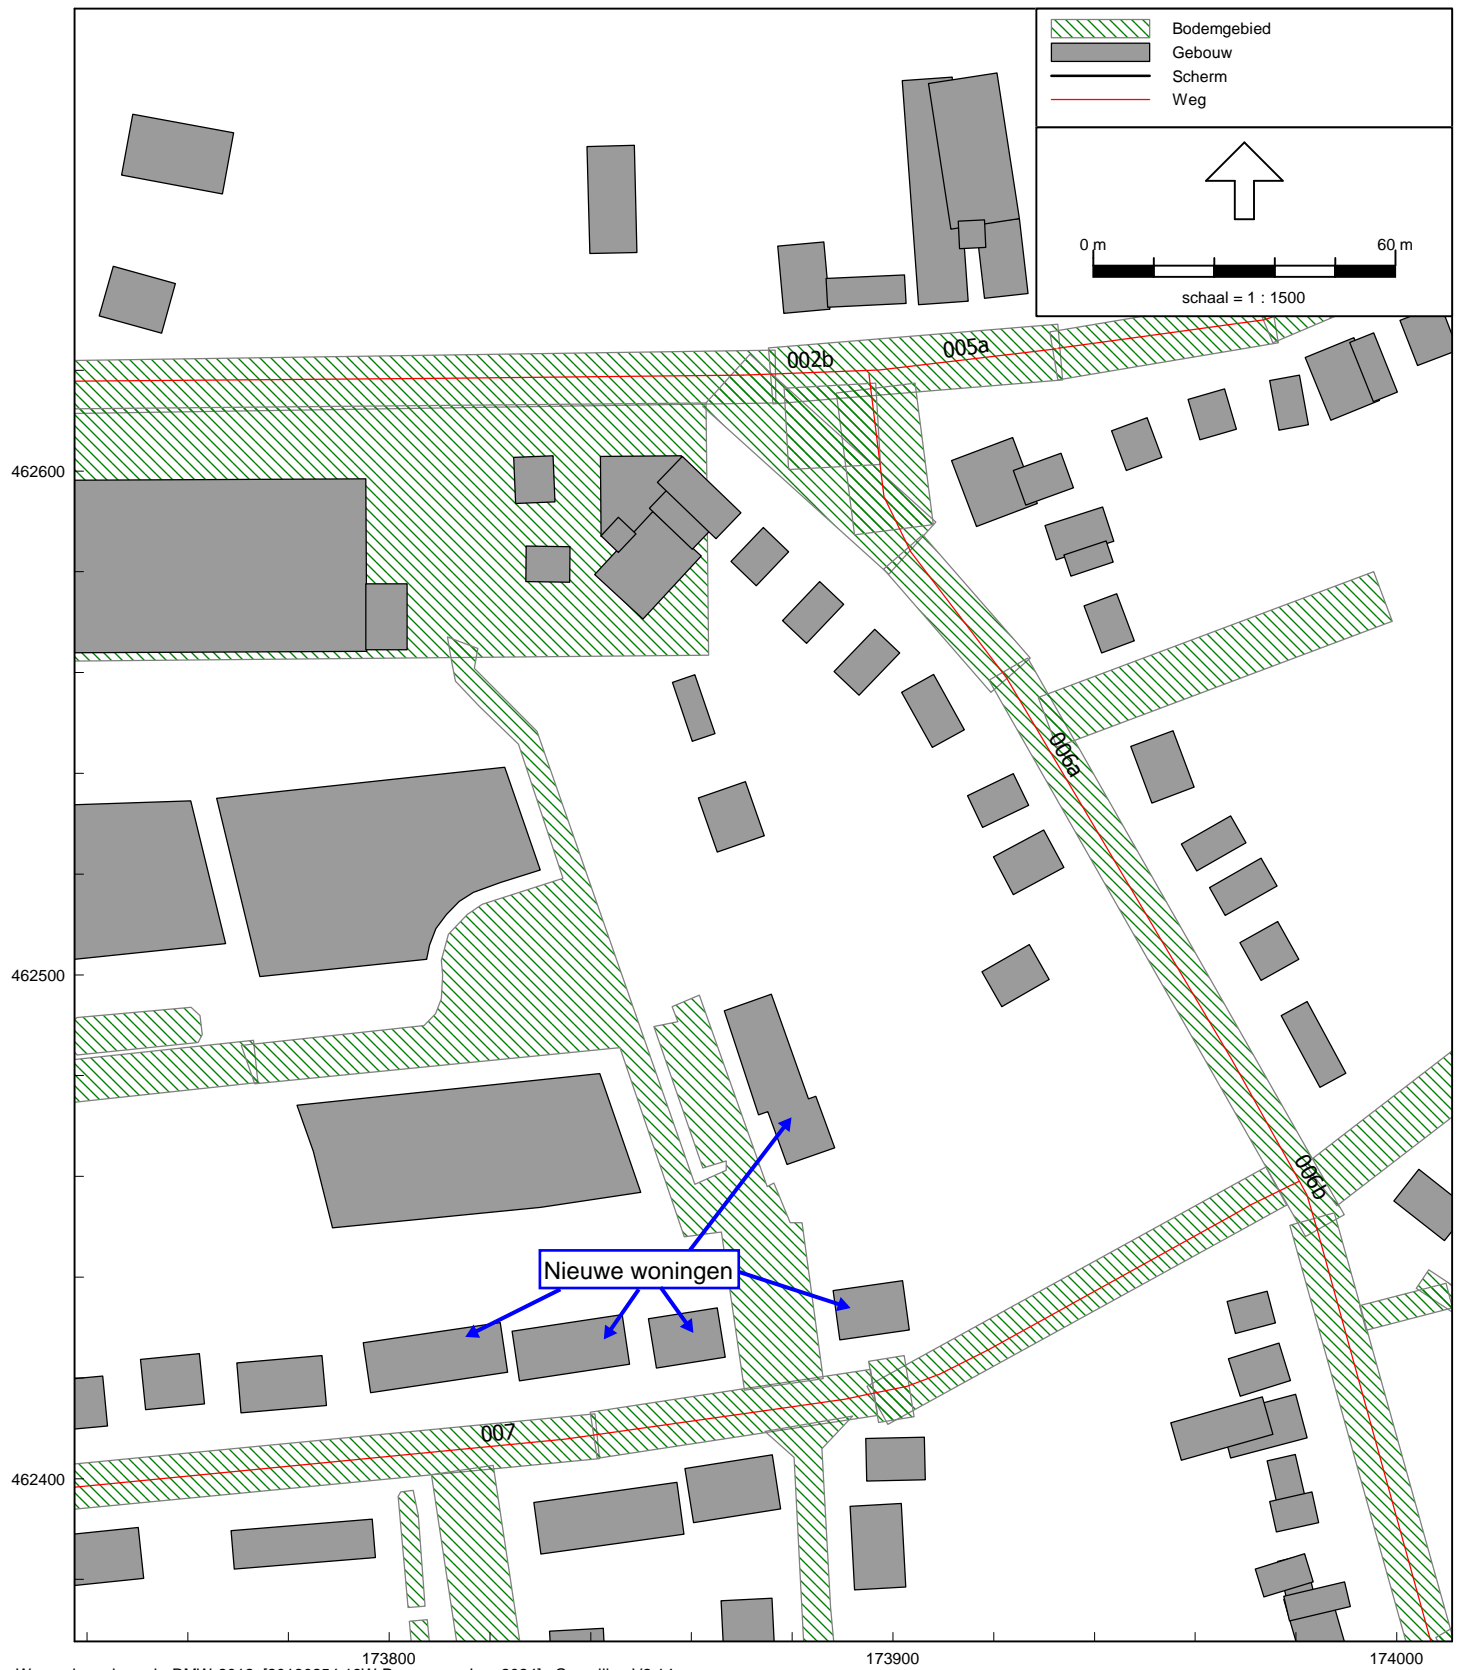 Bodemgebied
Gebouw
Scherm
Weg
0 m 60 m
schaal = 1 : 1500
002b
005a
462600
006a
462500
006b
Nieuwe woningen
007
462400
173800 173900 174000